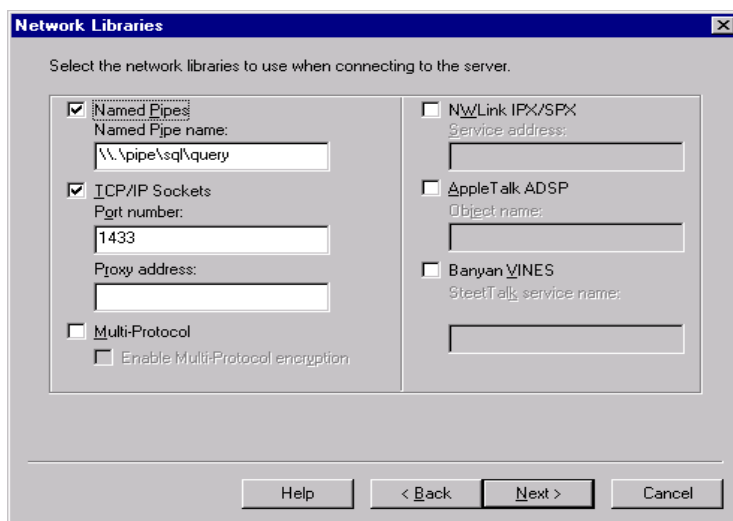 Network Libraries
Select the network libraries to use when connecting to the server.
Named Pipes
Named Pipe name:
\\.\pipe\sql\query
TCP/IP Sockets
Port number:
1433
Proxy address:
Multi-Protocol
Enable Multi-Protocol encryption
NWLink IPX/SPX
Service address:
AppleTalk ADSP
Object name:
Banyan VINES
SteetTalk service name:
Help
< Back
Next >
Cancel